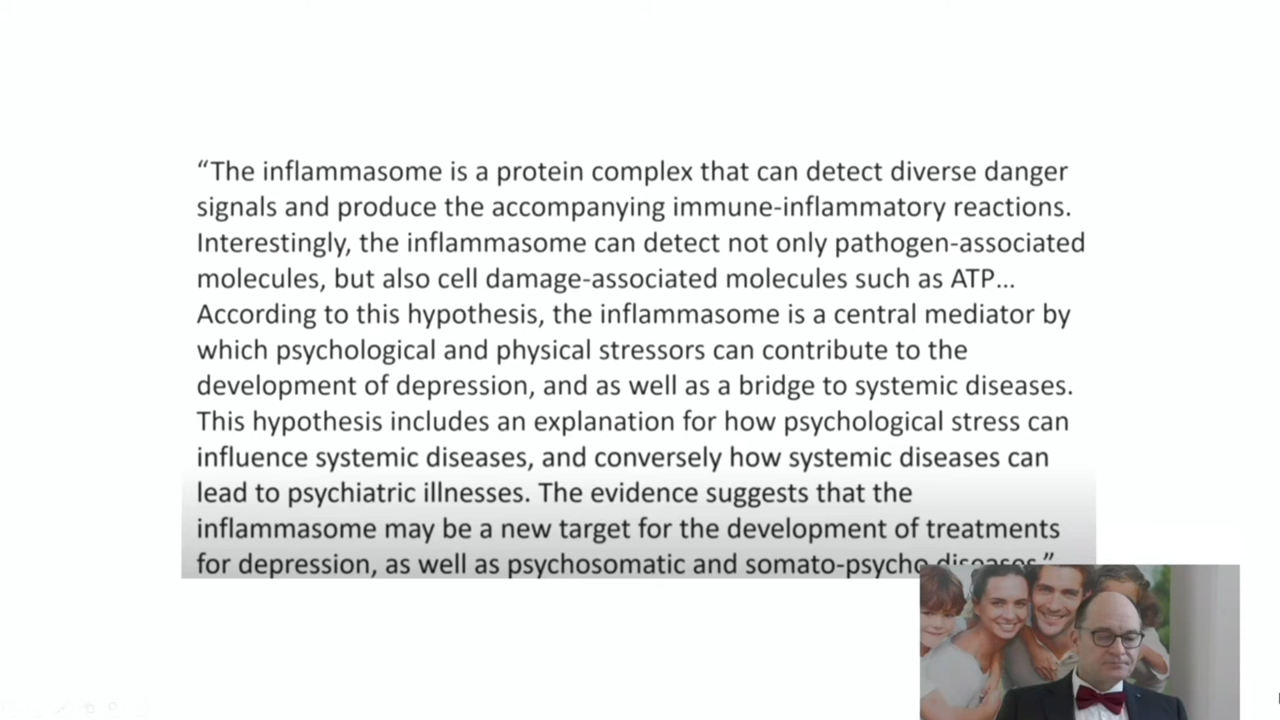 “The inflammasome is a protein complex that can detect diverse danger
signals and produce the accompanying immune-inflammatory reactions.
Interestingly, the inflammasome can detect not only pathogen-associated
molecules, but also cell damage-associated molecules such as ATP...
According to this hypothesis, the inflammasome is a central mediator by
which psychological and physical stressors can contribute to the
development of depression, and as well as a bridge to systemic diseases.
This hypothesis includes an explanation for how psychological stress can
influence systemic diseases, and conversely how systemic diseases can
lead to psychiatric illnesses. The evidence suggests that the
inflammasome may be a new target for the development of treatments
for depression, as well as psychosomatic and somato-psycho diseases.”